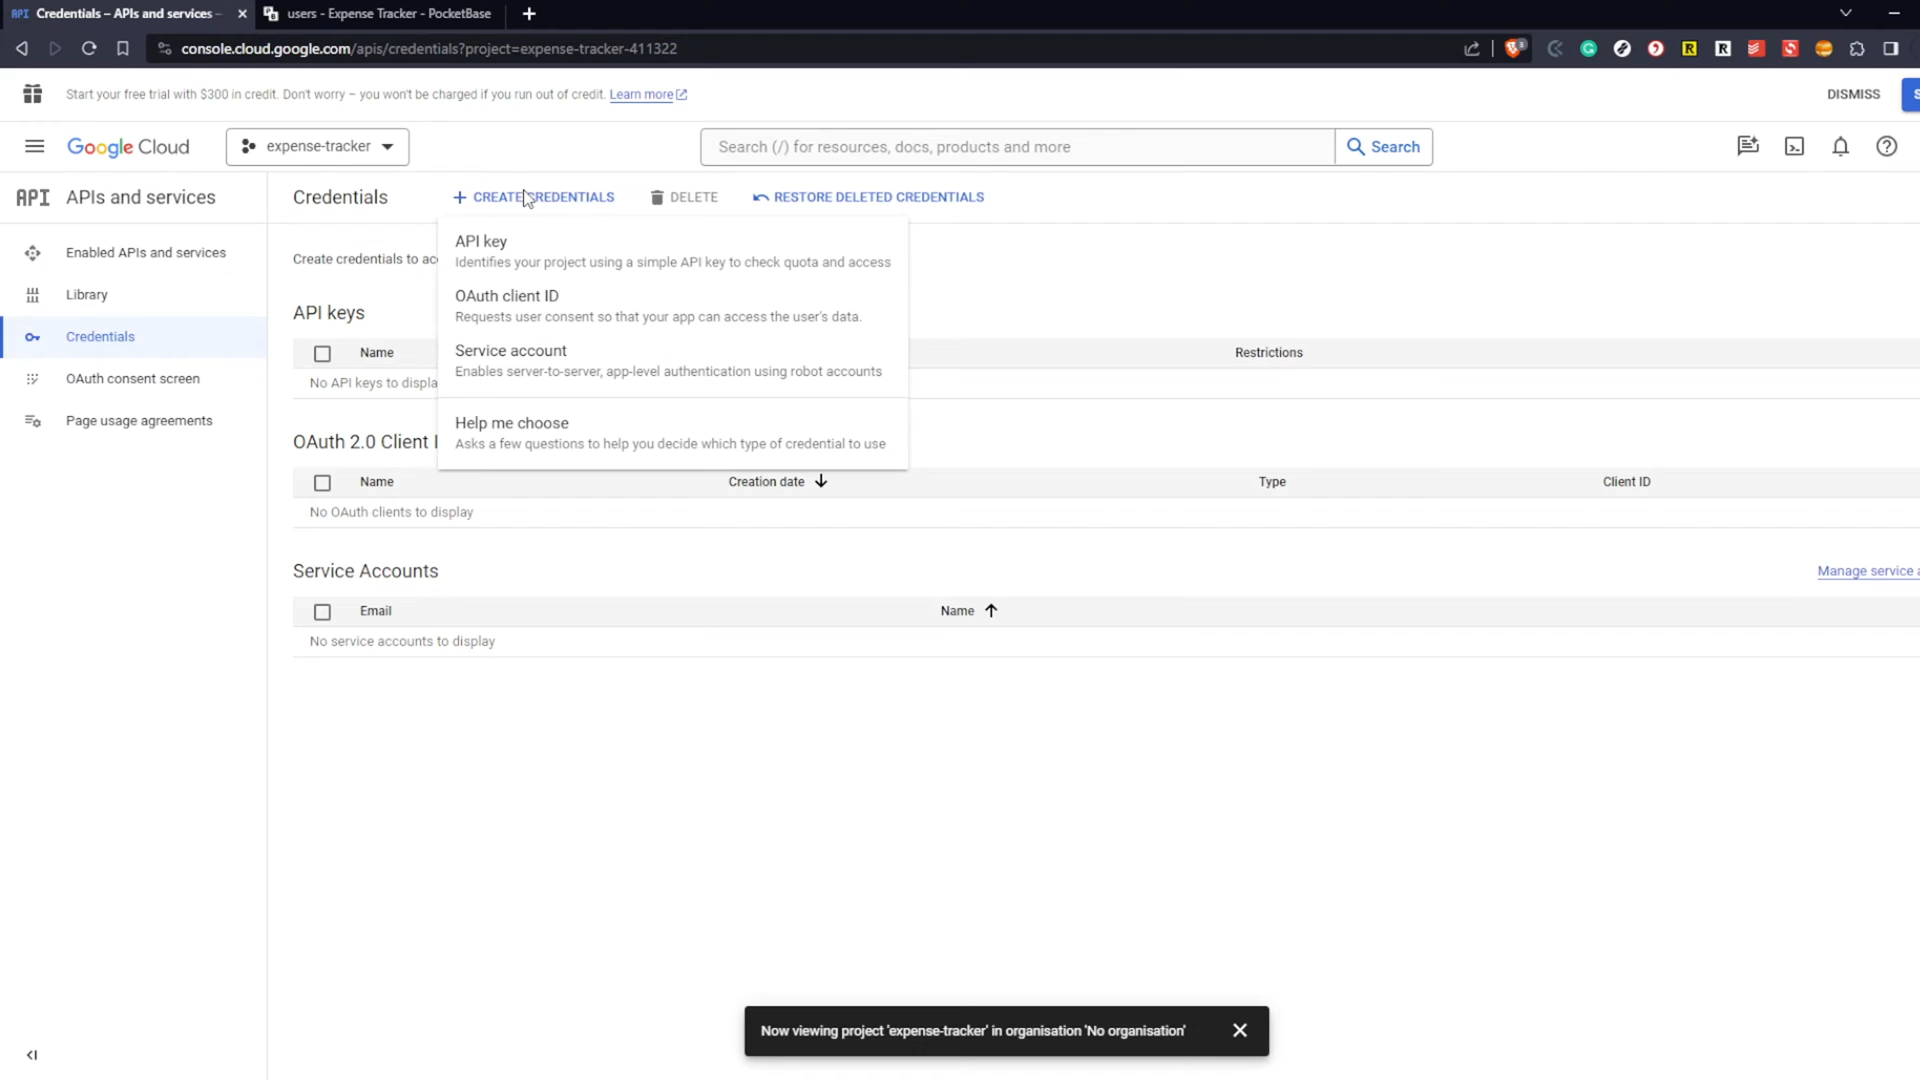 API Credentials – APIs and services –
users - Expense Tracker - PocketBase
console.cloud.google.com/apis/credentials?project=expense-tracker-411322
Start your free trial with $300 in credit. Don't worry – you won't be charged if you run out of credit. Learn more
DISMISS
Google Cloud
expense-tracker
Search (/) for resources, docs, products and more
Search
API APIs and services
Credentials
+ CREATE CREDENTIALS
DELETE
RESTORE DELETED CREDENTIALS
Enabled APIs and services
Library
Credentials
OAuth consent screen
Page usage agreements
Create credentials to
API key
Identifies your project using a simple API key to check quota and access
OAuth client ID
Requests user consent so that your app can access the user's data.
Service account
Enables server-to-server, app-level authentication using robot accounts
Help me choose
Asks a few questions to help you decide which type of credential to use
API keys
Name
Restrictions
No API keys to displa
OAuth 2.0 Client I
Name
Creation date
Type
Client ID
No OAuth clients to display
Service Accounts
Manage service
Email
Name
No service accounts to display
Now viewing project 'expense-tracker' in organisation 'No organisation'